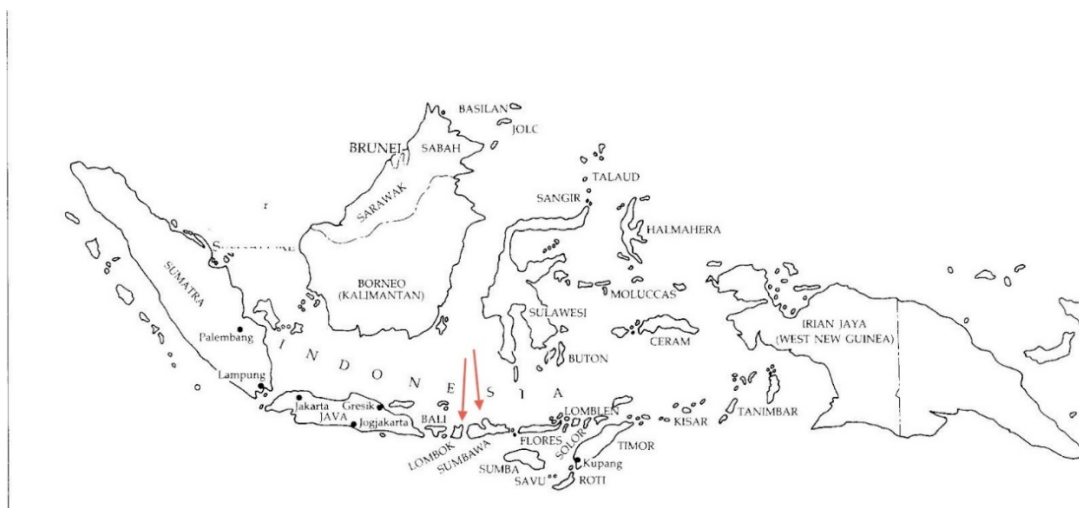 BASILAN
JOLC
BRUNEI
SABAH
SARAWAK
TALAUD
SANGIR
HALMAHERA
SUMATRA
BORNEO
(KALIMANTAN)
MOLUCCAS
SULAWESI
IRIAN JAYA
(WEST NEW GUINEA)
CERAM
Palembang
BUTON
INDONESIA
Lampung
Jakarta
Gresik
JAVA
Jogjakarta
BALI
LOMBOK
SUMBAWA
FLORES
LOMBLEN
SOLOR
TIMOR
KISAR
TANIMBAR
SUMBA
Kupang
SAVU
ROTI